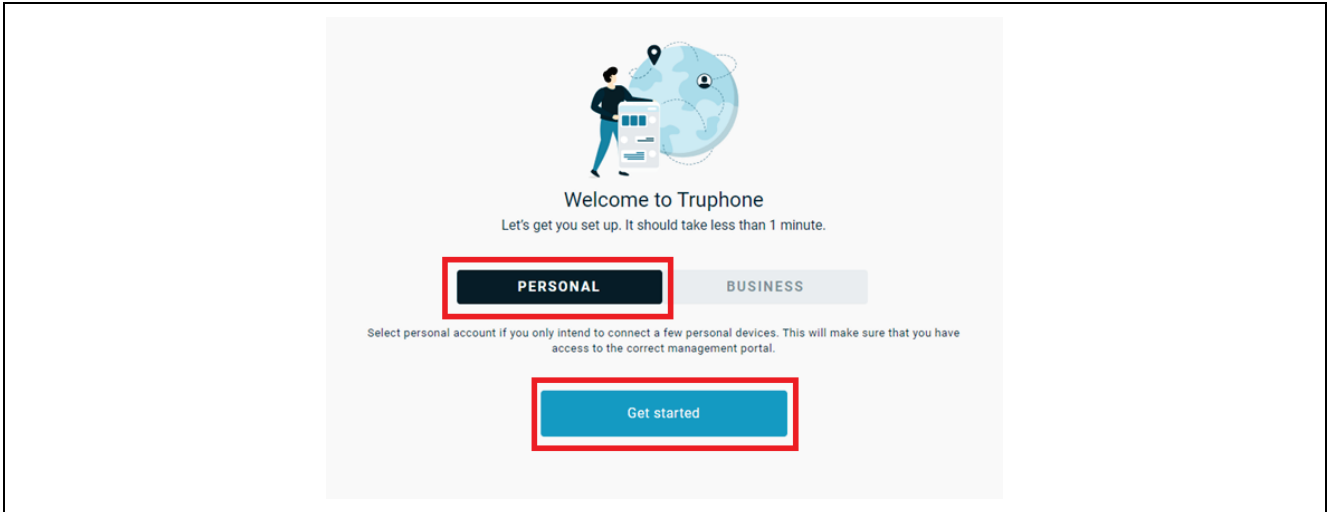 Welcome to Truphone
Let's get you set up. It should take less than 1 minute.
PERSONAL
BUSINESS
Select personal account if you only intend to connect a few personal devices. This will make sure that you have
access to the correct management portal.
Get started